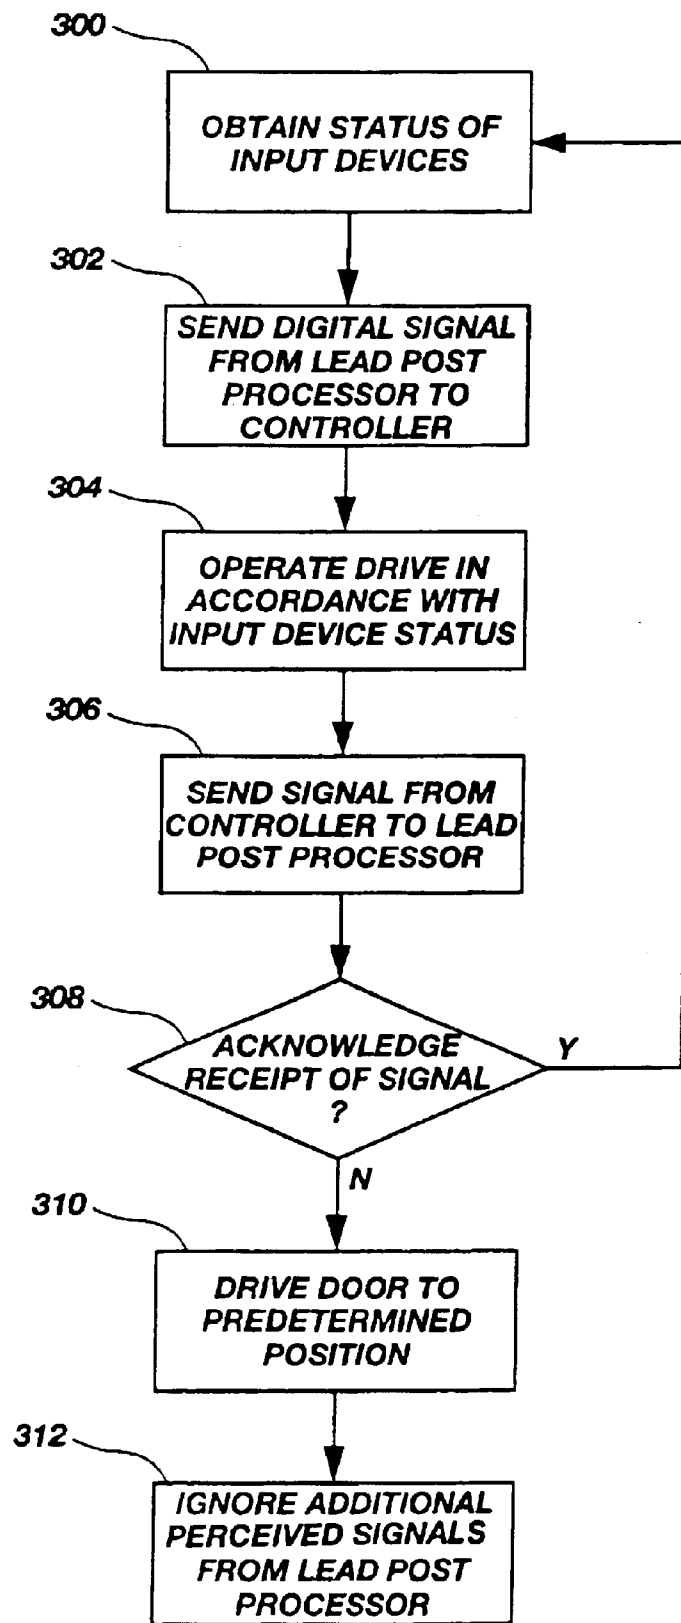 300
OBTAIN STATUS OF
INPUT DEVICES
302
SEND DIGITAL SIGNAL
FROM LEAD POST
PROCESSOR TO
CONTROLLER
304
OPERATE DRIVE IN
ACCORDANCE WITH
INPUT DEVICE STATUS
306
SEND SIGNAL FROM
CONTROLLER TO LEAD
POST PROCESSOR
308
ACKNOWLEDGE
RECEIPT OF SIGNAL
?
Y
N
310
DRIVE DOOR TO
PREDETERMINED
POSITION
312
IGNORE ADDITIONAL
PERCEIVED SIGNALS
FROM LEAD POST
PROCESSOR